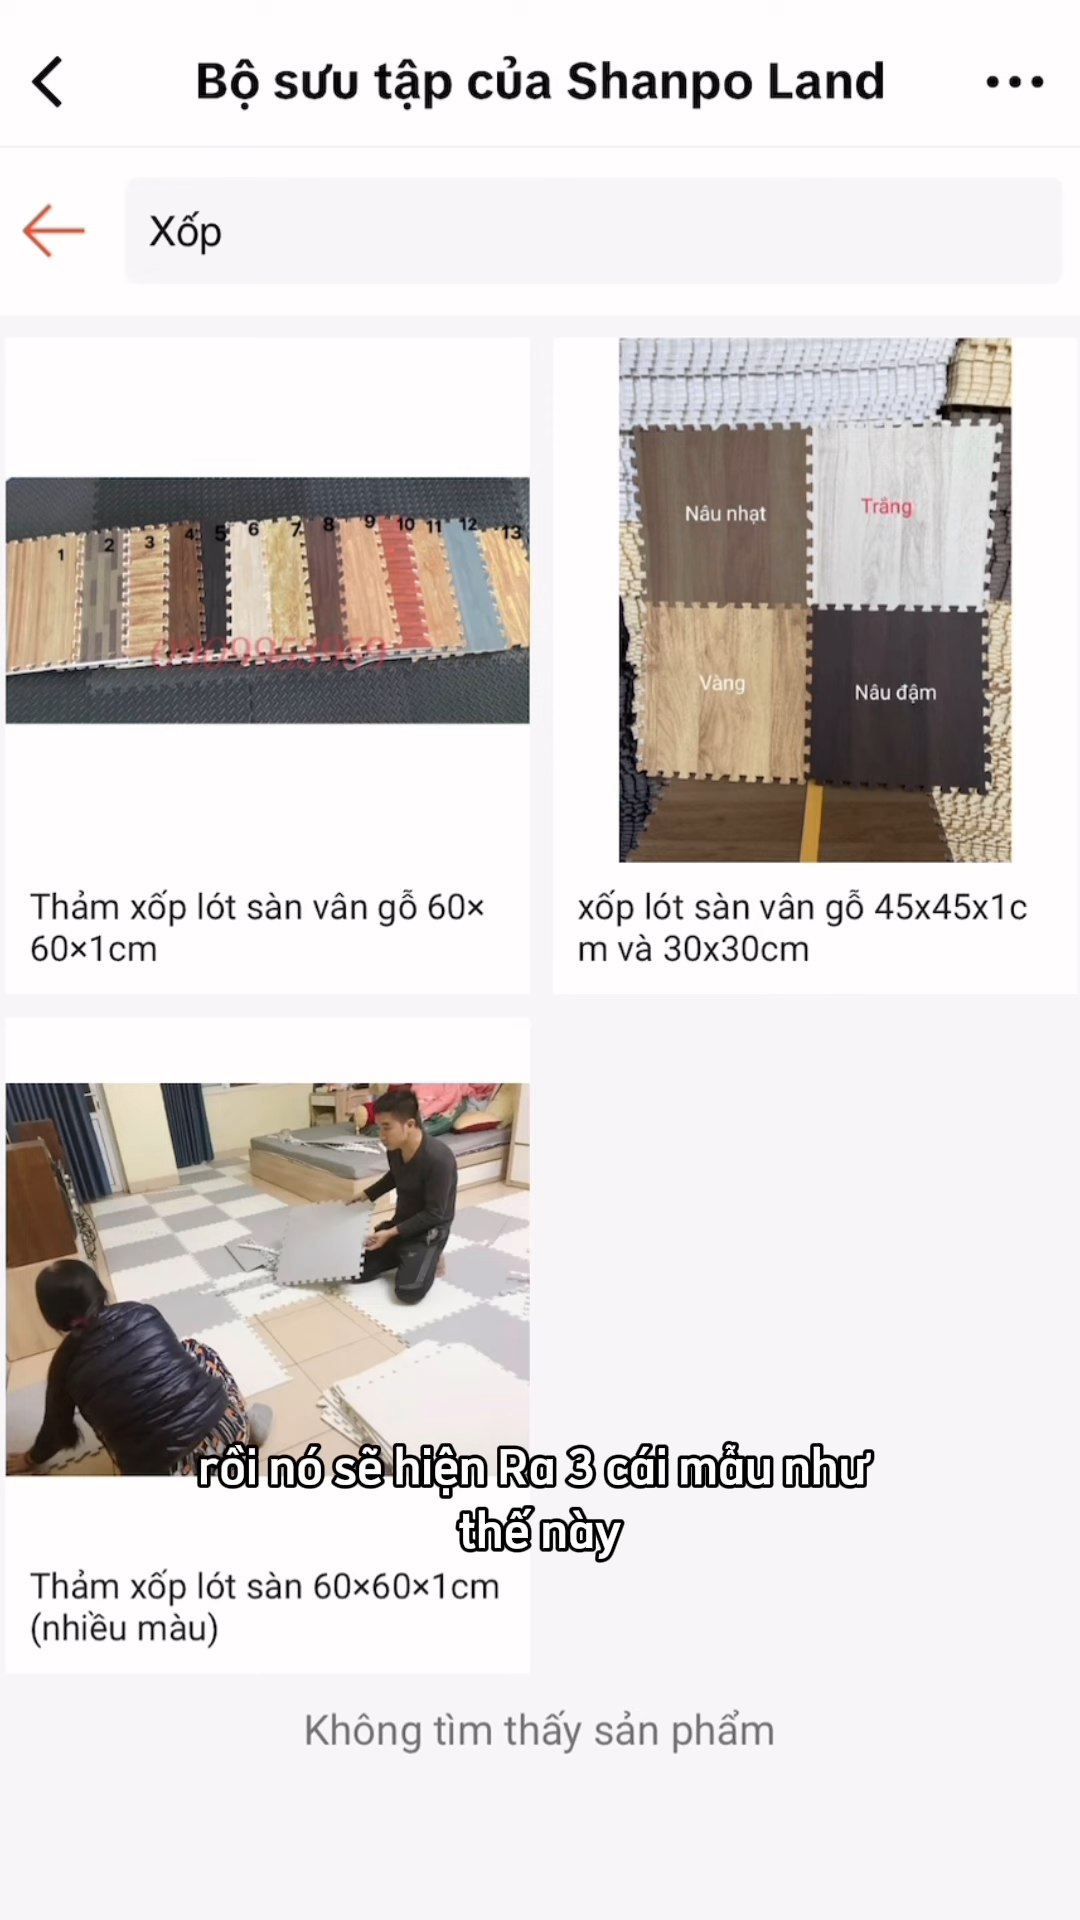 Bộ sưu tập của Shanpo Land
Xốp
1
2
3
4
5
6
7
8
9
10
11
12
13
0909953959
Nâu nhạt
Trắng
Vàng
Nâu đậm
Thảm xốp lót sàn vân gỗ 60×
60×1cm
xốp lót sàn vân gỗ 45x45x1c
m và 30x30cm
rồi nó sẽ hiện Ra 3 cái mẫu như
thế này
Thảm xốp lót sàn 60×60×1cm
(nhiều màu)
Không tìm thấy sản phẩm